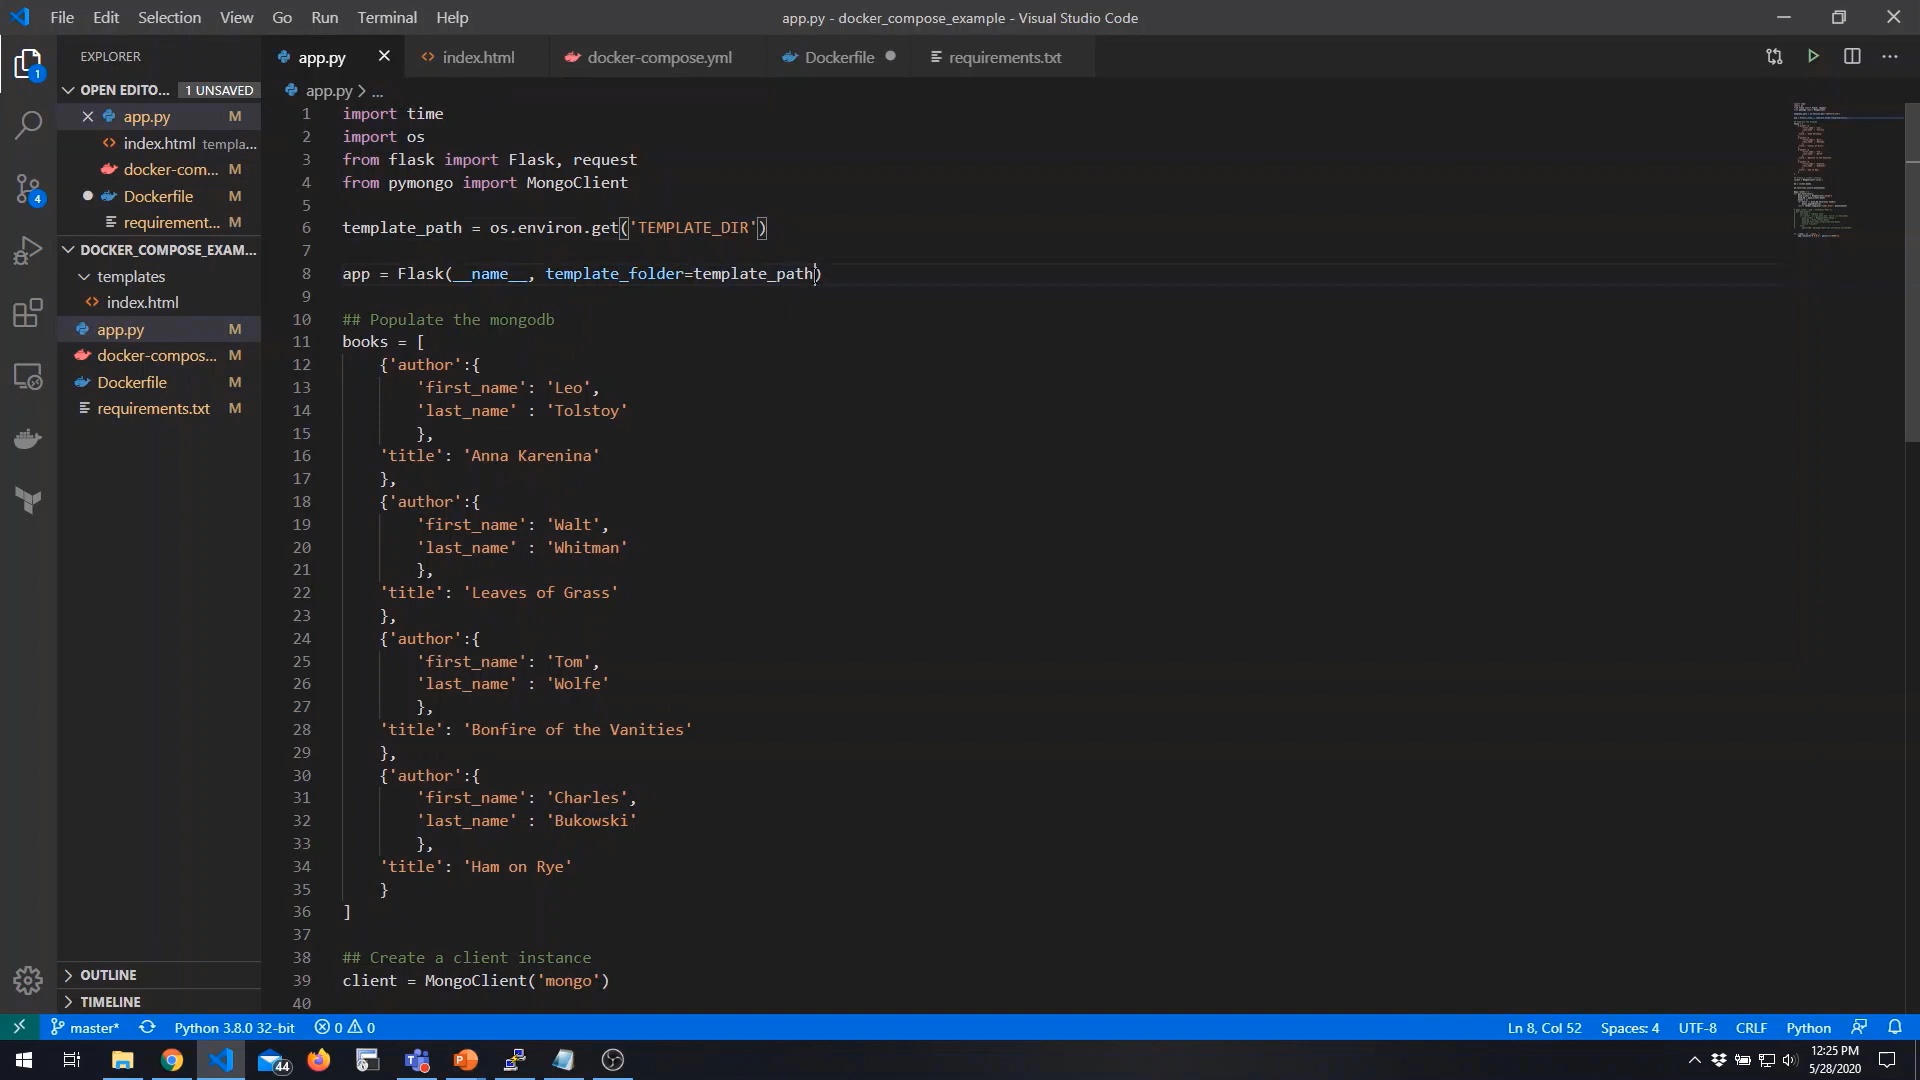 File Edit Selection View Go Run Terminal Help
app.py - docker_compose_example - Visual Studio Code
EXPLORER
app.py
index.html
docker-compose.yml
Dockerfile
requirements.txt
1
OPEN EDITO... 1 UNSAVED
app.py M
index.html templa...
docker-com... M
Dockerfile M
requirement... M
4
DOCKER_COMPOSE_EXAM...
templates
index.html
app.py M
docker-compos... M
Dockerfile M
requirements.txt M
OUTLINE
TIMELINE
app.py > ...
1 import time
2 import os
3 from flask import Flask, request
4 from pymongo import MongoClient
5
6 template_path = os.environ.get('TEMPLATE_DIR')
7
8 app = Flask(__name__, template_folder=template_path)
9
10 ## Populate the mongodb
11 books = [
12 {'author':{
13 'first_name': 'Leo',
14 'last_name' : 'Tolstoy'
15 },
16 'title': 'Anna Karenina'
17 },
18 {'author':{
19 'first_name': 'Walt',
20 'last_name' : 'Whitman'
21 },
22 'title': 'Leaves of Grass'
23 },
24 {'author':{
25 'first_name': 'Tom',
26 'last_name' : 'Wolfe'
27 },
28 'title': 'Bonfire of the Vanities'
29 },
30 {'author':{
31 'first_name': 'Charles',
32 'last_name' : 'Bukowski'
33 },
34 'title': 'Ham on Rye'
35 }
36 ]
37
38 ## Create a client instance
39 client = MongoClient('mongo')
40
master* Python 3.8.0 32-bit 0 0 Ln 8, Col 52 Spaces: 4 UTF-8 CRLF Python
44
12:25 PM
5/28/2020